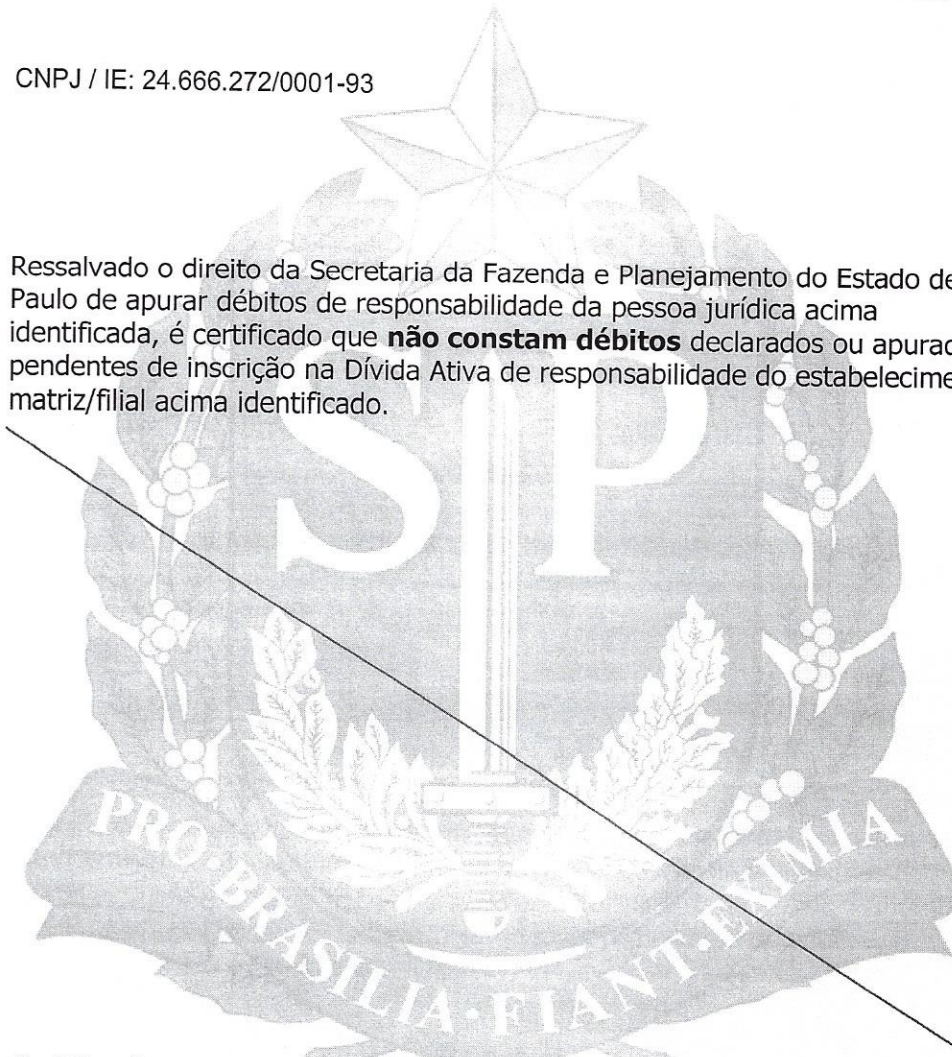 CNPJ / IE: 24.666.272/0001-93
Ressalvado o direito da Secretaria da Fazenda e Planejamento do Estado de
Paulo de apurar débitos de responsabilidade da pessoa jurídica acima
identificada, é certificado que não constam débitos declarados ou apurad
pendentes de inscrição na Dívida Ativa de responsabilidade do estabelecime
matriz/filial acima identificado.
SP
PRO·BRASILIA·FIANT·EXIMIA